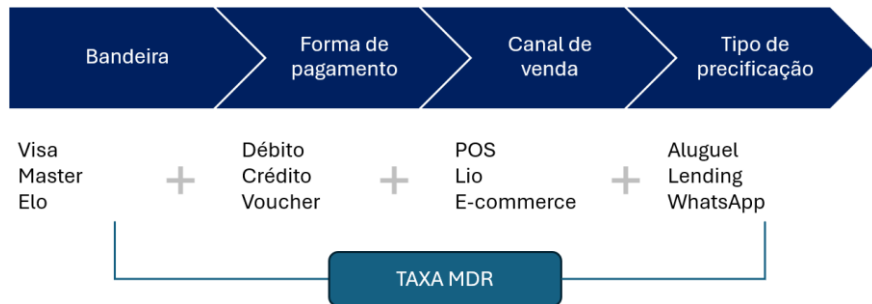 Bandeira
Forma de
pagamento
Canal de
venda
Tipo de
precificação
Visa
Master
Elo
+
Débito
Crédito
Voucher
+
POS
Lio
E-commerce
+
Aluguel
Lending
WhatsApp
TAXA MDR